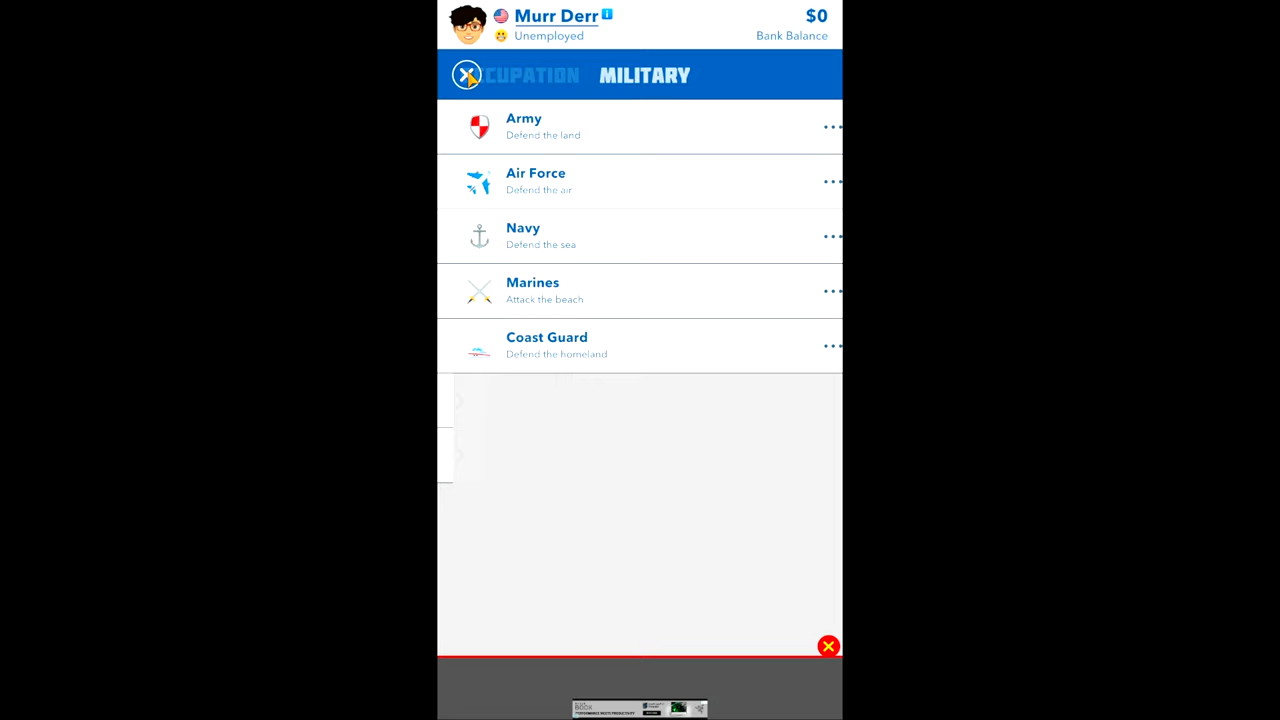 Murr Derr
Unemployed
$0
Bank Balance
CUPATION
MILITARY
Army
Defend the land
Air Force
Defend the air
Navy
Defend the sea
Marines
Attack the beach
Coast Guard
Defend the homeland
BOOK